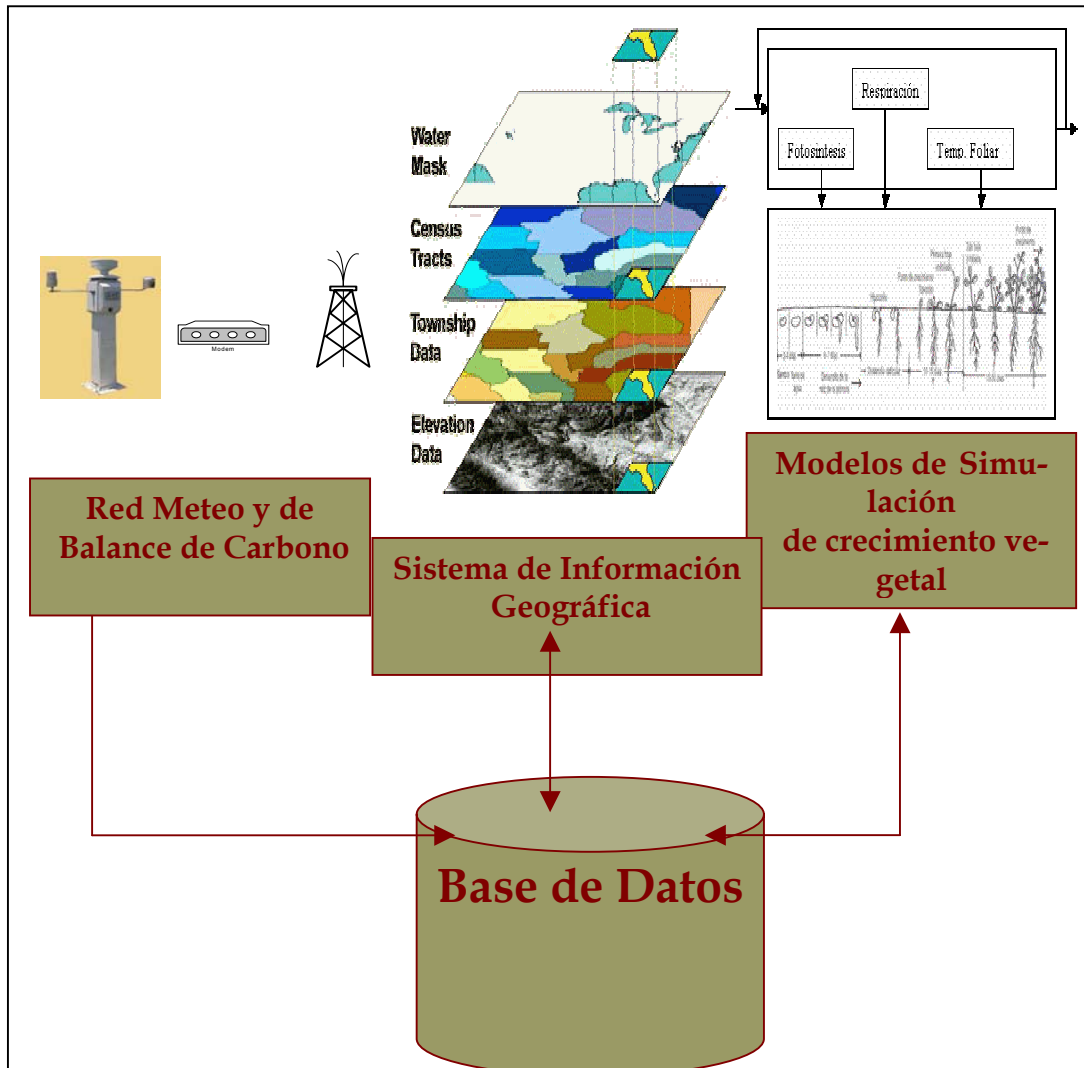 Water
Mask
Census
Tracts
Township
Data
Elevation
Data
Modem
Respiración
Fotosíntesis
Temp. Foliar
Red Meteo y de
Balance de Carbono
Sistema de Información
Geográfica
Modelos de Simu-
lación
de crecimiento ve-
getal
Base de Datos